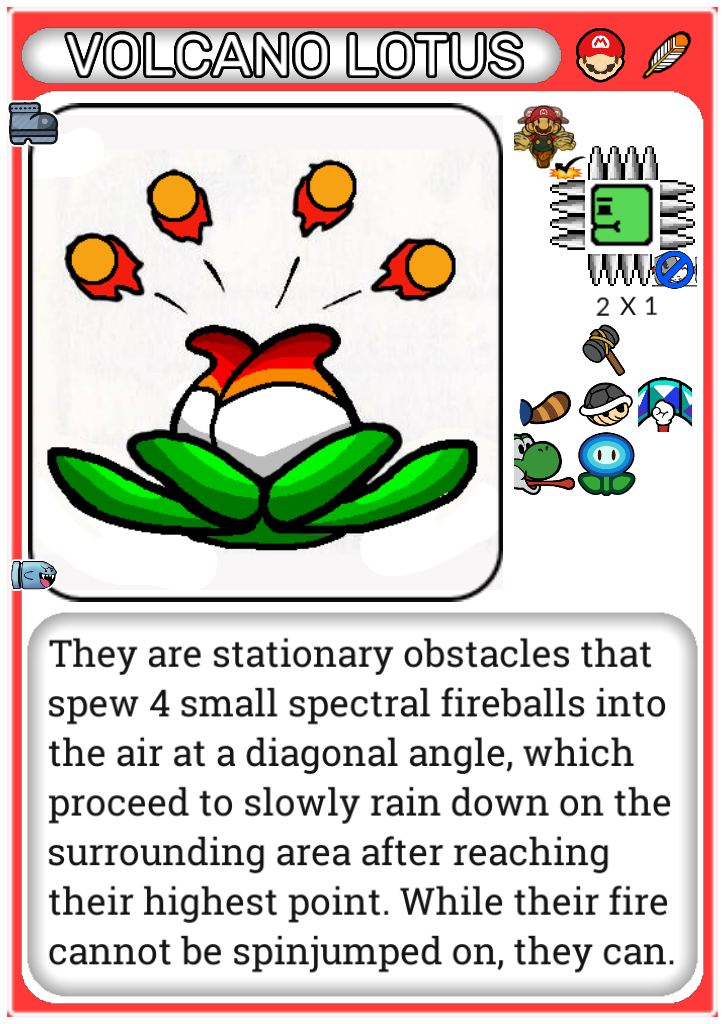 VOLCANO LOTUS
2 X 1
They are stationary obstacles that
spew 4 small spectral fireballs into
the air at a diagonal angle, which
proceed to slowly rain down on the
surrounding area after reaching
their highest point. While their fire
cannot be spinjumped on, they can.